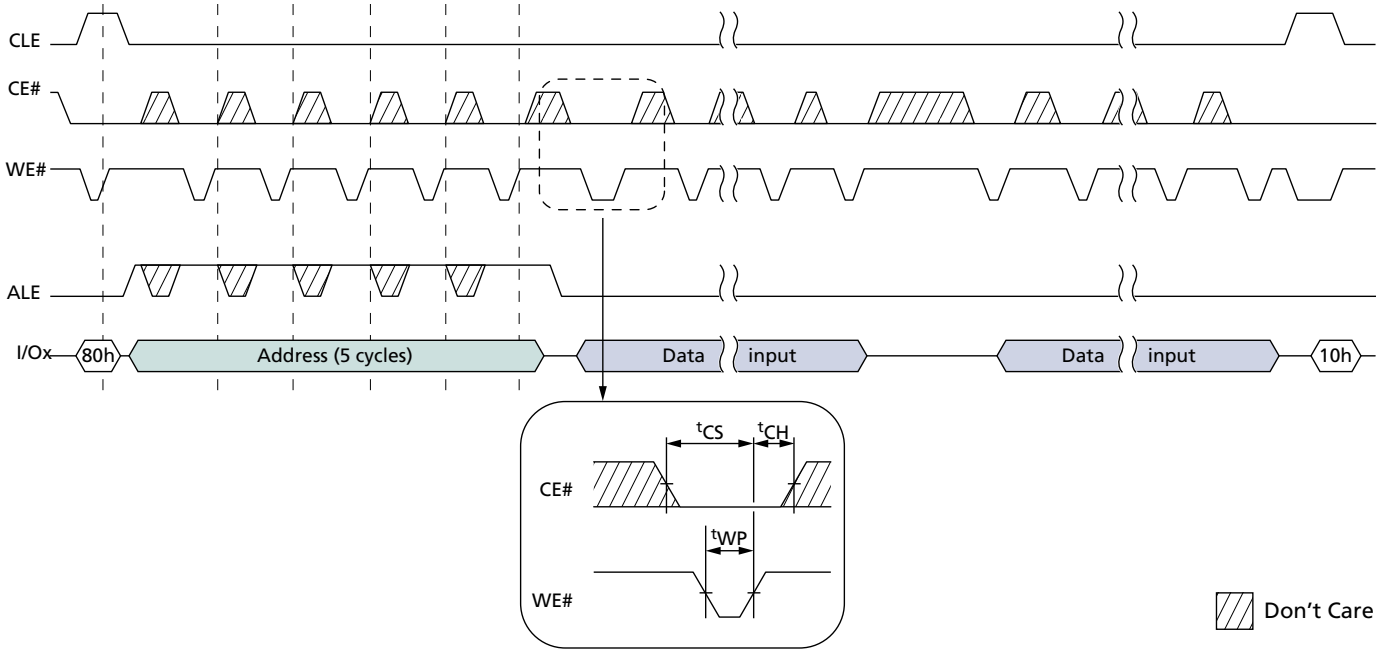 CLE
CE#
WE#
ALE
I/Ox
80h
Address (5 cycles)
Data input
Data input
10h
tCS
tCH
CE#
tWP
WE#
Don't Care